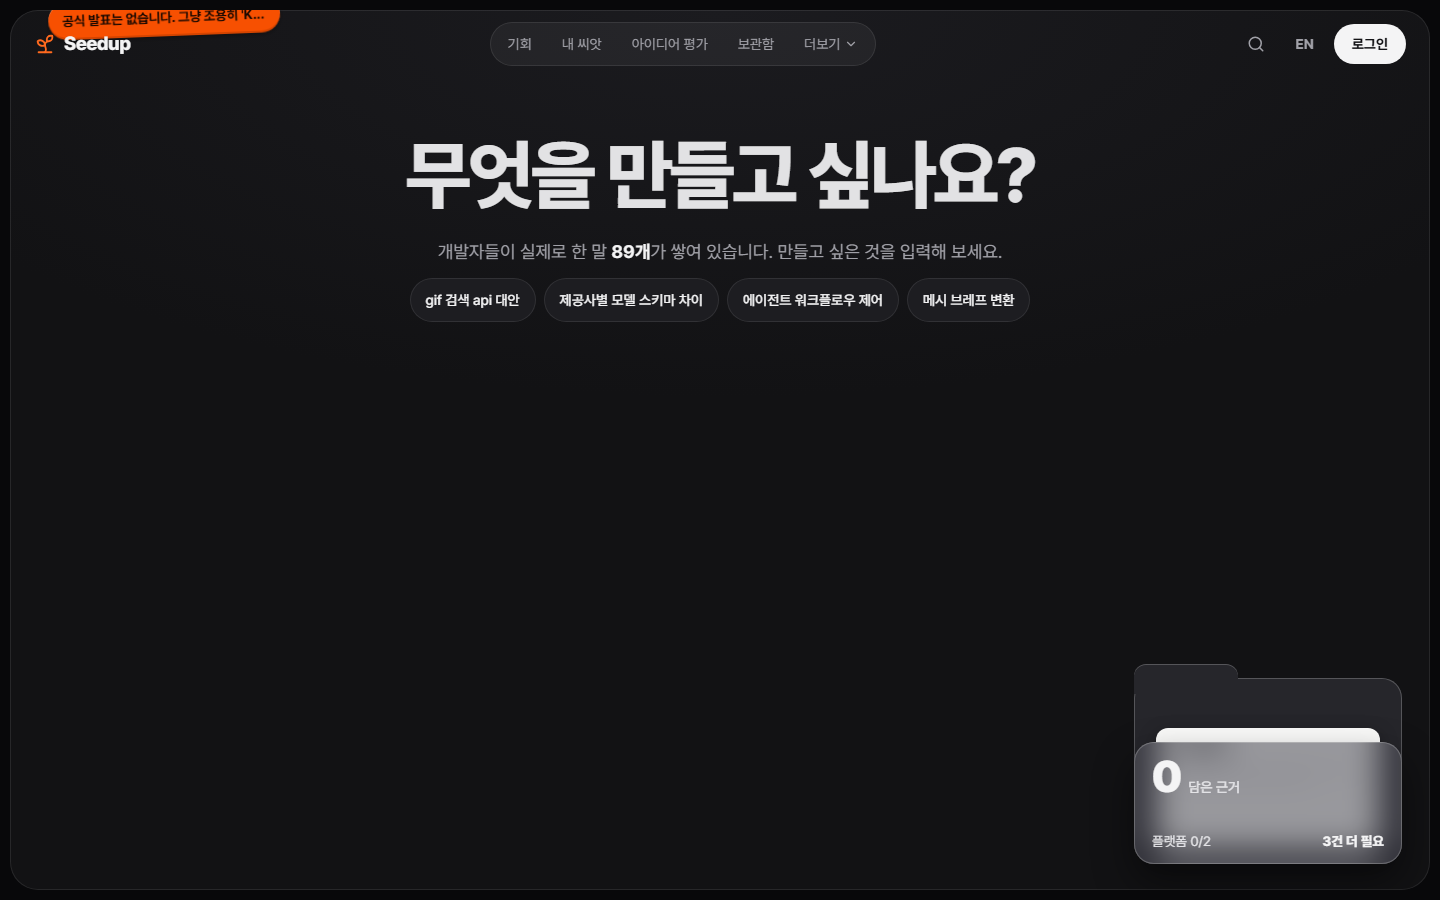 공식 발표는 없습니다. 그냥 조용히 'K...
Seedup
기회 내 씨앗 아이디어 평가 보관함 더보기
EN 로그인
무엇을 만들고 싶나요?
개발자들이 실제로 한 말 89개가 쌓여 있습니다. 만들고 싶은 것을 입력해 보세요.
gif 검색 api 대안 제공사별 모델 스키마 차이 에이전트 워크플로우 제어 메시 브레프 변환
0 담은 근거
플랫폼 0/2 3건 더 필요